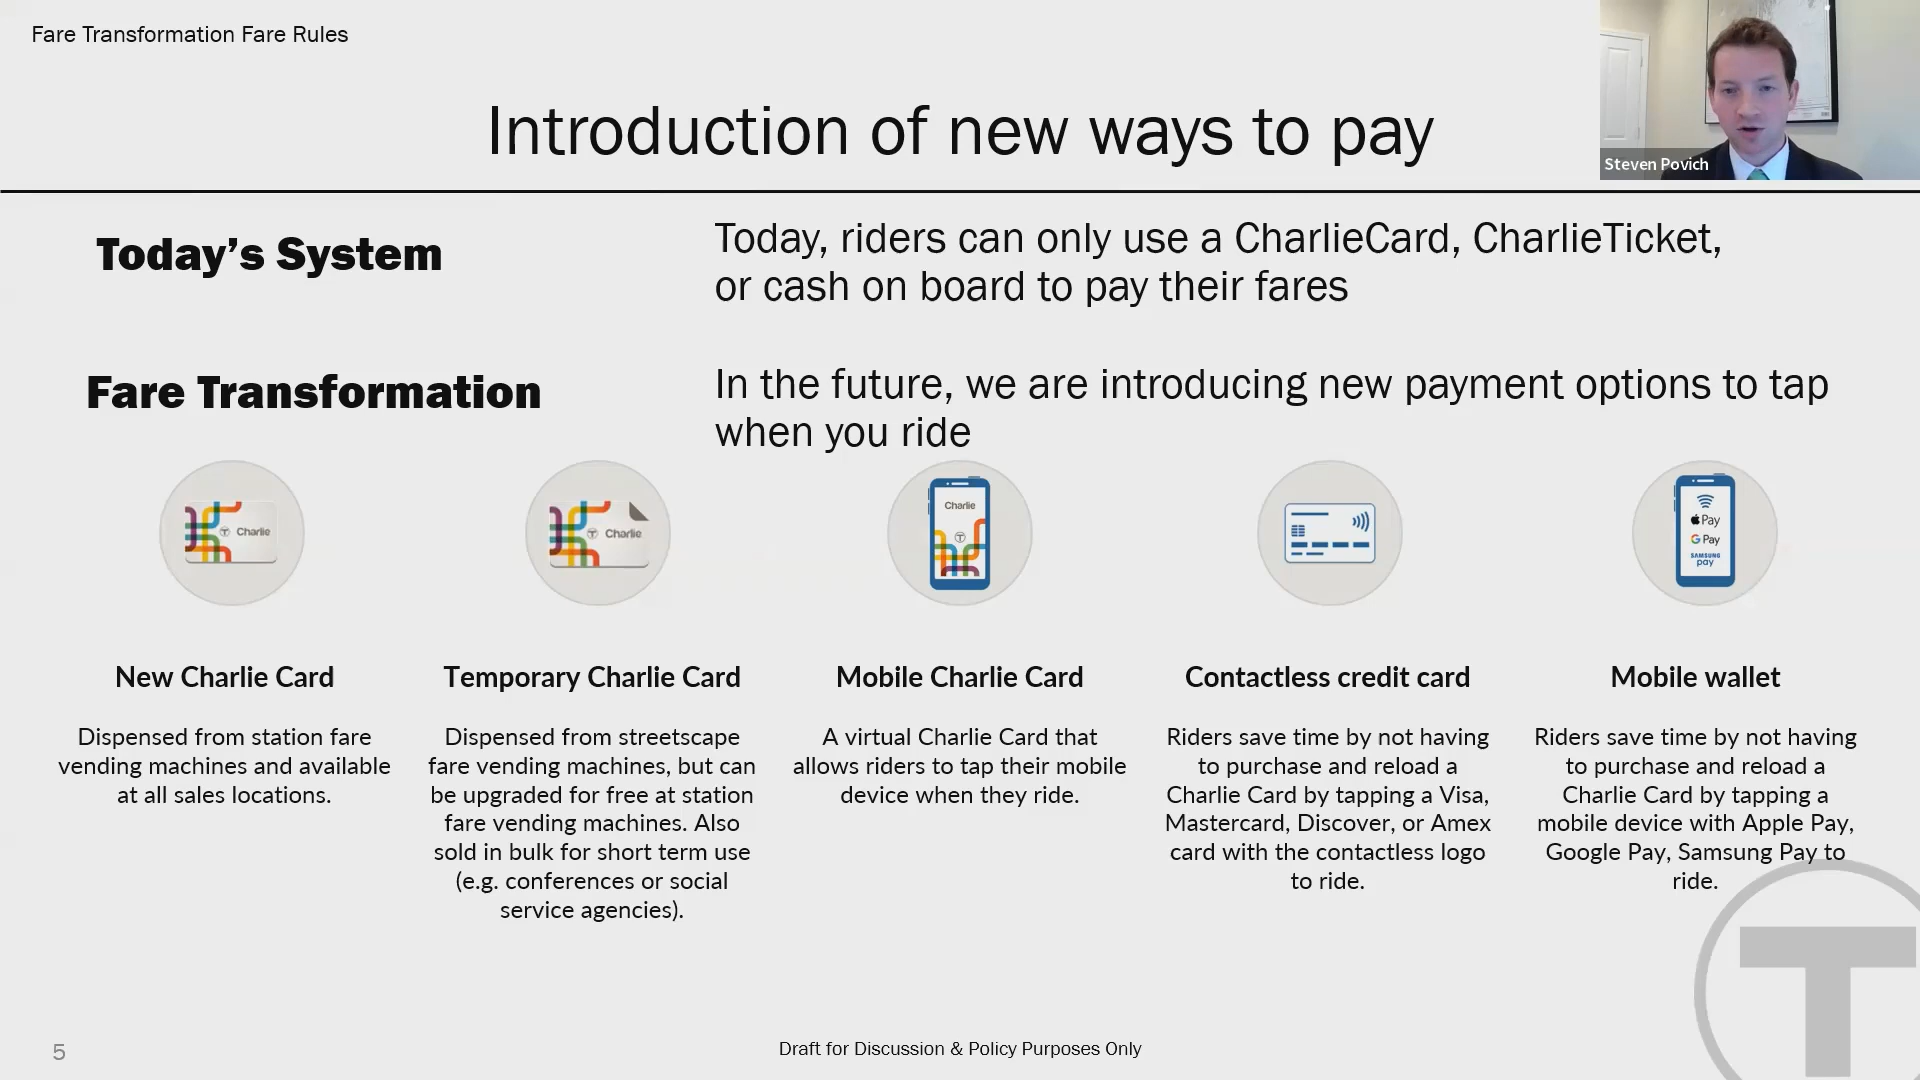 Fare Transformation Fare Rules
Introduction of new ways to pay
Steven Povich
Today’s System
Today, riders can only use a CharlieCard, CharlieTicket,
or cash on board to pay their fares
Fare Transformation
In the future, we are introducing new payment options to tap
when you ride
T Charlie
T Charlie
Charlie
T
Pay
G Pay
SAMSUNG
pay
New Charlie Card
Dispensed from station fare
vending machines and available
at all sales locations.
Temporary Charlie Card
Dispensed from streetscape
fare vending machines, but can
be upgraded for free at station
fare vending machines. Also
sold in bulk for short term use
(e.g. conferences or social
service agencies).
Mobile Charlie Card
A virtual Charlie Card that
allows riders to tap their mobile
device when they ride.
Contactless credit card
Riders save time by not having
to purchase and reload a
Charlie Card by tapping a Visa,
Mastercard, Discover, or Amex
card with the contactless logo
to ride.
Mobile wallet
Riders save time by not having
to purchase and reload a
Charlie Card by tapping a
mobile device with Apple Pay,
Google Pay, Samsung Pay to
ride.
T
5
Draft for Discussion & Policy Purposes Only